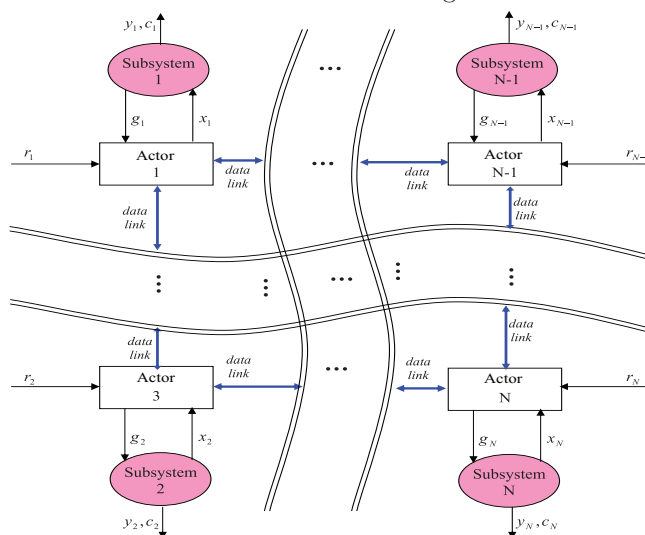 y₁, c₁
y_{N−1}, c_{N−1}
Subsystem
1
...
Subsystem
N-1
g₁
x₁
g_{N−1}
x_{N−1}
r₁
Actor
1
...
Actor
N-1
r_{N−
data
link
data
link
data
link
data
link
...
...
...
...
...
data
link
data
link
r₂
Actor
3
data
link
...
data
link
Actor
N
r_N
g₂
x₂
g_N
x_N
Subsystem
2
Subsystem
N
y₂, c₂
y_N, c_N